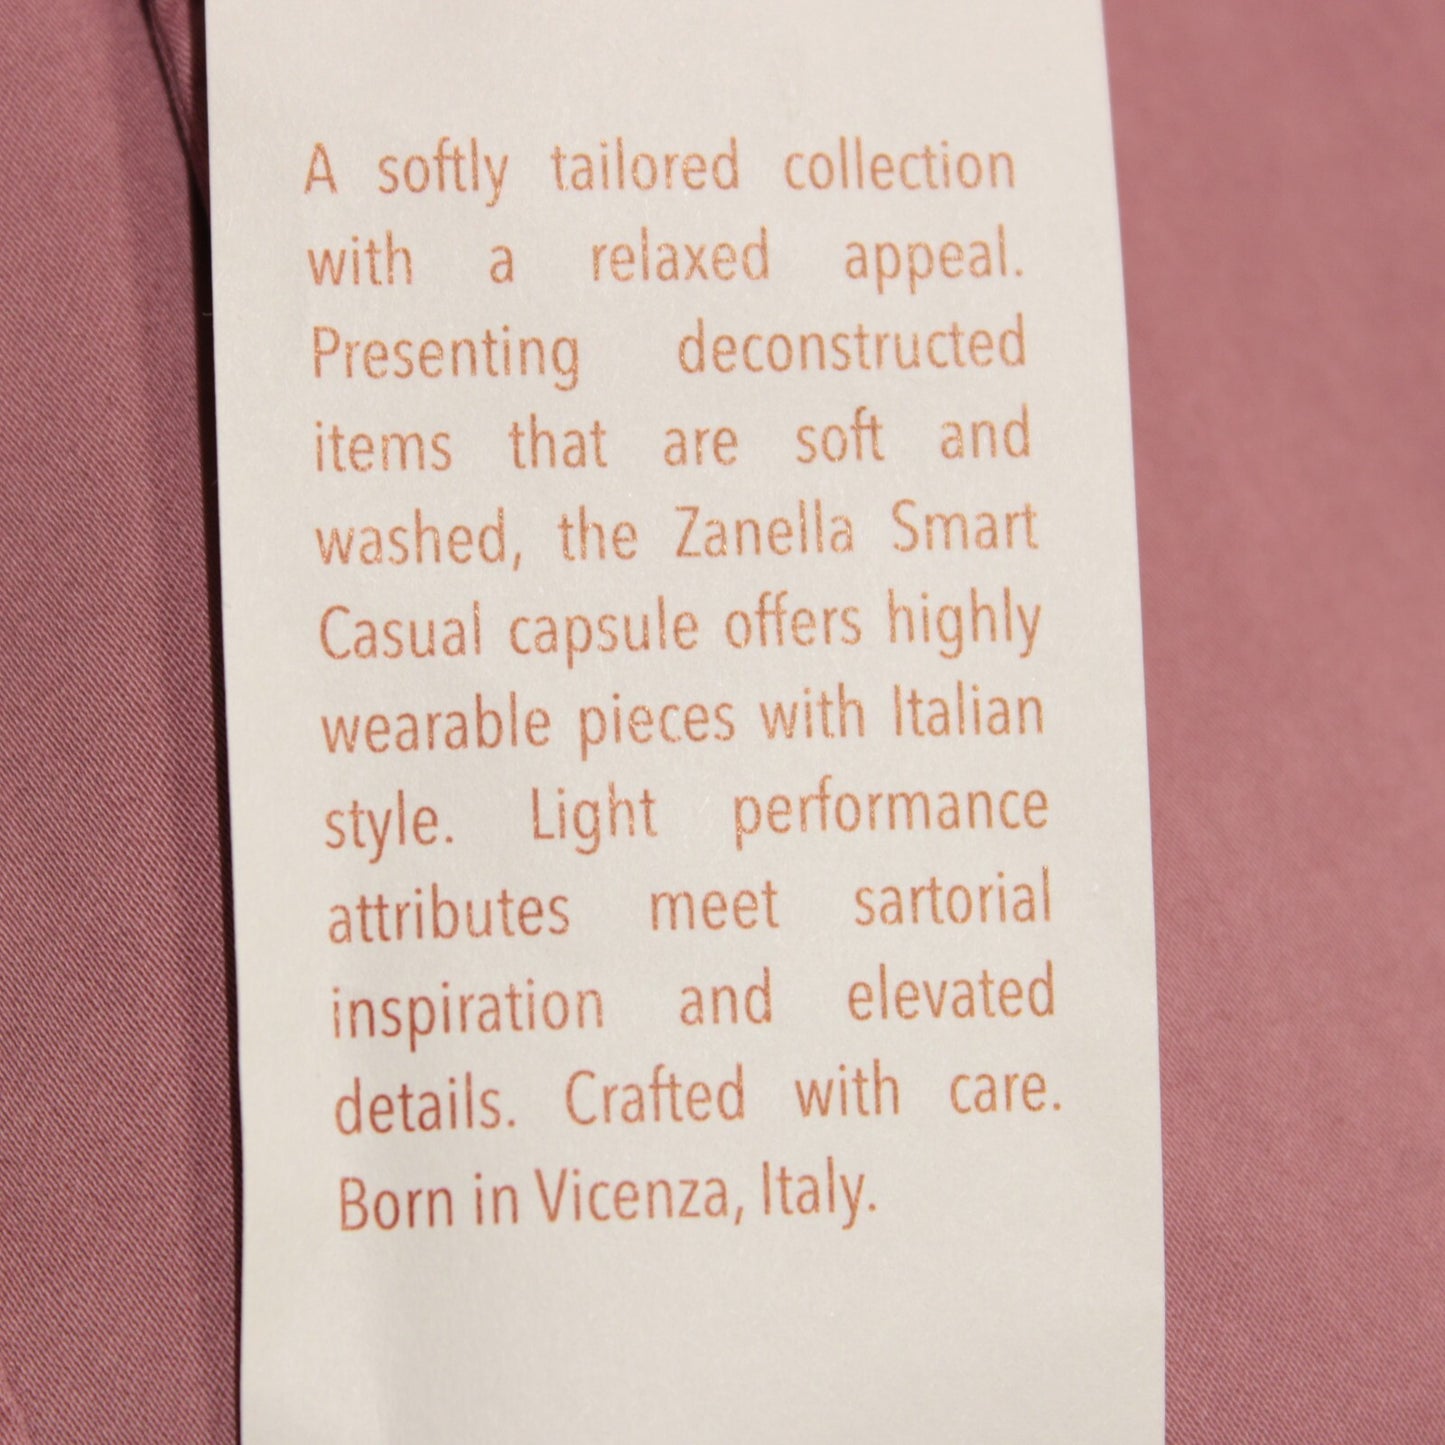 A softly tailored collection
with a relaxed appeal.
Presenting deconstructed
items that are soft and
washed, the Zanella Smart
Casual capsule offers highly
wearable pieces with Italian
style. Light performance
attributes meet sartorial
inspiration and elevated
details. Crafted with care.
Born in Vicenza, Italy.